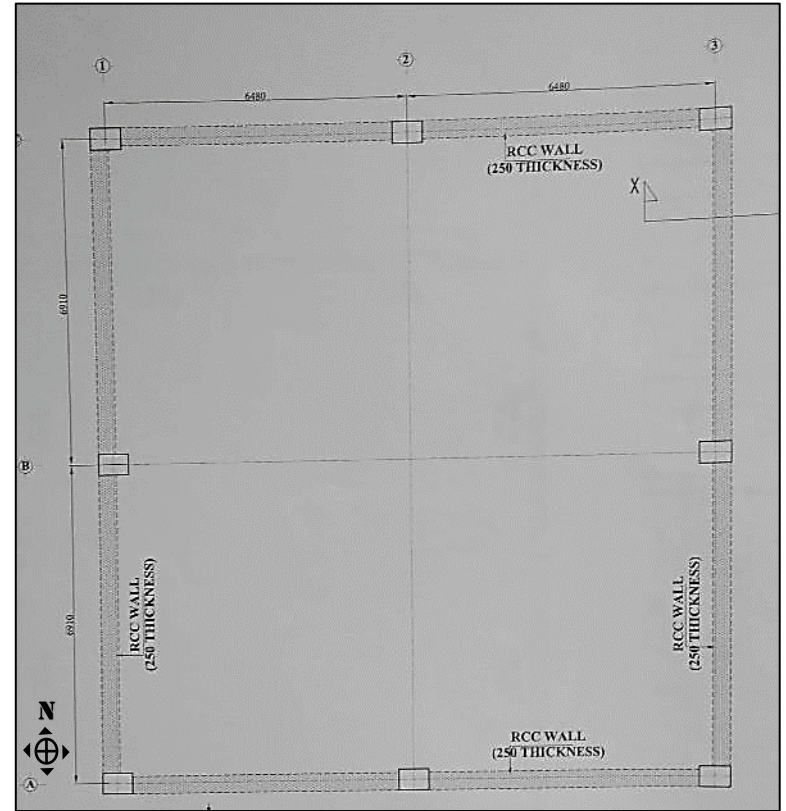 1
2
3
6480
6480
RCC WALL
(250 THICKNESS)
X
6910
B
RCC WALL
(250 THICKNESS)
RCC WALL
(250 THICKNESS)
6910
N
RCC WALL
(250 THICKNESS)
A